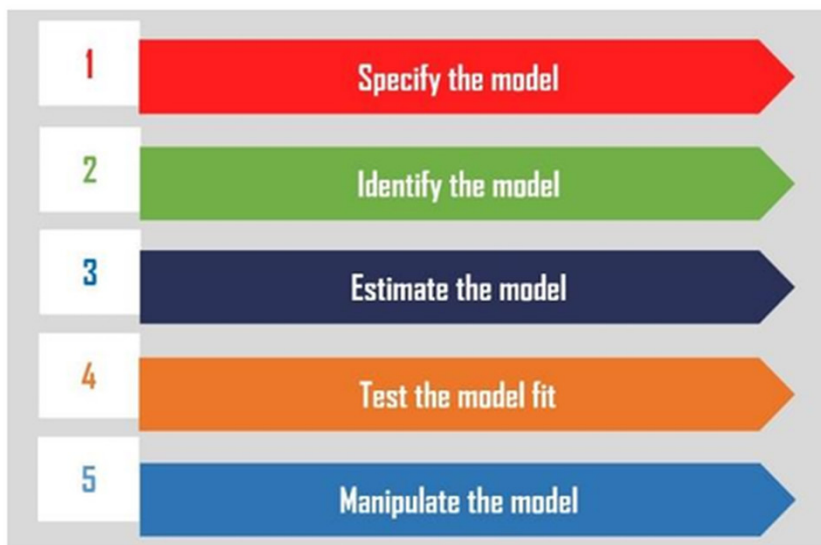 1 Specify the model
2 Identify the model
3 Estimate the model
4 Test the model fit
5 Manipulate the model